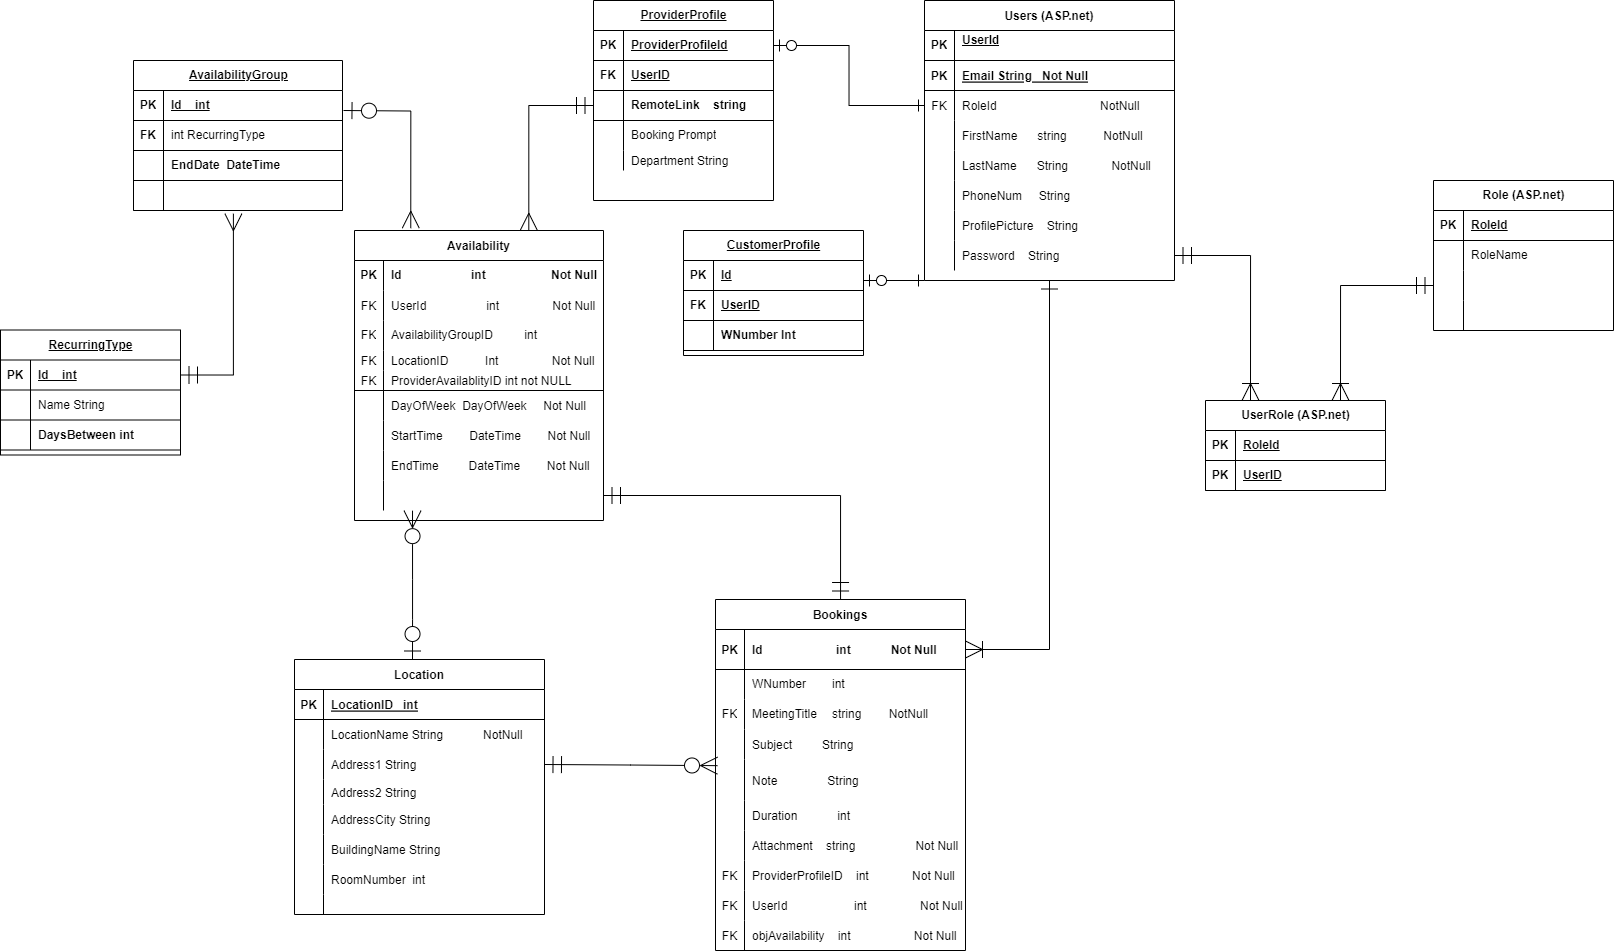 ProviderProfile
PK ProviderProfileId
FK UserID
RemoteLink string
Booking Prompt
Department String
Users (ASP.net)
PK UserId
PK Email String Not Null
FK RoleId NotNull
FirstName string NotNull
LastName String NotNull
PhoneNum String
ProfilePicture String
Password String
AvailabilityGroup
PK Id int
FK int RecurringType
EndDate DateTime
Role (ASP.net)
PK RoleId
RoleName
Availability
PK Id int Not Null
FK UserId int Not Null
FK AvailabilityGroupID int
FK LocationID Int Not Null
FK ProviderAvailablityID int not NULL
DayOfWeek DayOfWeek Not Null
StartTime DateTime Not Null
EndTime DateTime Not Null
CustomerProfile
PK Id
FK UserID
WNumber Int
RecurringType
PK Id int
Name String
DaysBetween int
UserRole (ASP.net)
PK RoleId
PK UserID
Bookings
PK Id int Not Null
WNumber int
FK MeetingTitle string NotNull
Subject String
Note String
Duration int
Attachment string Not Null
FK ProviderProfileID int Not Null
FK UserId int Not Null
FK objAvailability int Not Null
Location
PK LocationID int
LocationName String NotNull
Address1 String
Address2 String
AddressCity String
BuildingName String
RoomNumber int